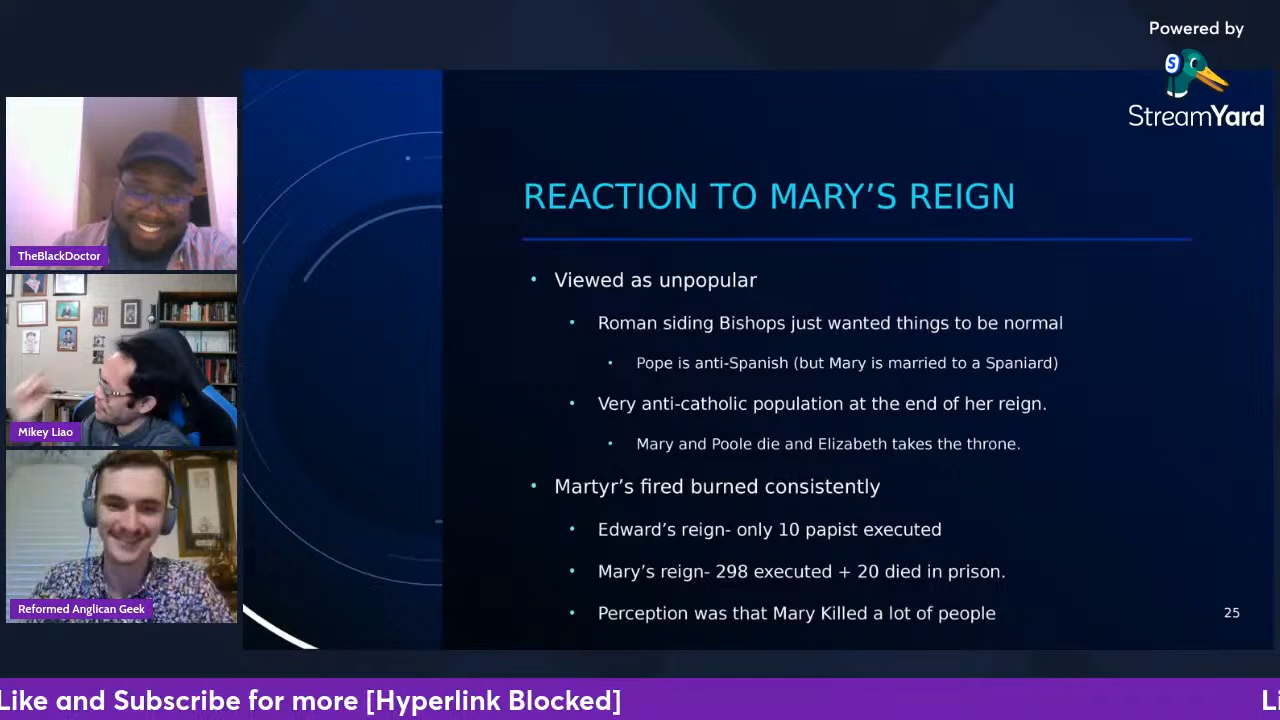 Powered by
StreamYard
TheBlackDoctor
Mikey Liao
Reformed Anglican Geek
REACTION TO MARY’S REIGN
• Viewed as unpopular
• Roman siding Bishops just wanted things to be normal
• Pope is anti-Spanish (but Mary is married to a Spaniard)
• Very anti-catholic population at the end of her reign.
• Mary and Poole die and Elizabeth takes the throne.
• Martyr’s fired burned consistently
• Edward’s reign- only 10 papist executed
• Mary’s reign- 298 executed + 20 died in prison.
• Perception was that Mary Killed a lot of people
25
Like and Subscribe for more [Hyperlink Blocked]
Li